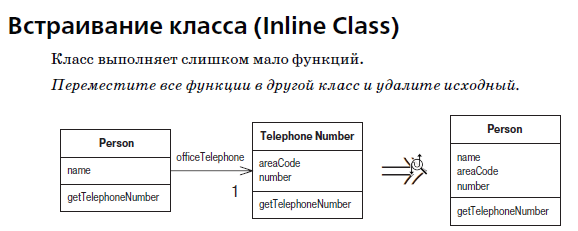 Встраивание класса (Inline Class)
Класс выполняет слишком мало функций.
Переместите все функции в другой класс и удалите исходный.
Person
name
getTelephoneNumber
officeTelephone
1
Telephone Number
areaCode
number
getTelephoneNumber
Person
name
areaCode
number
getTelephoneNumber